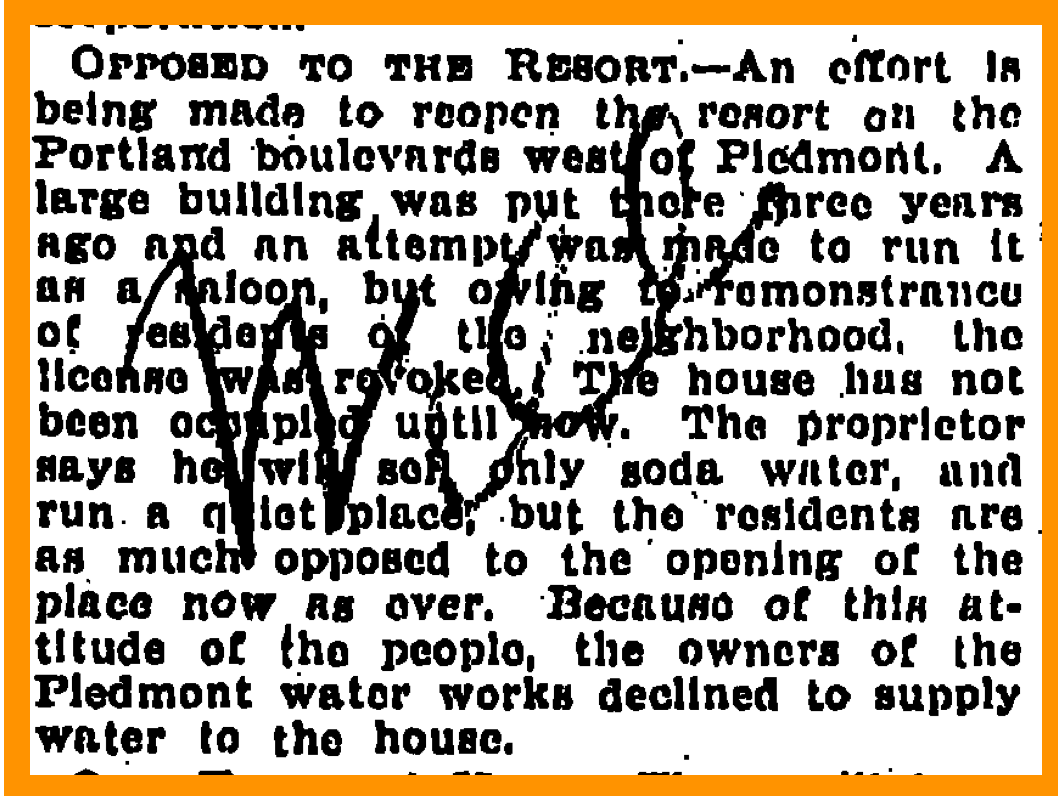 OPPOSED TO THE RESORT.—An effort is
being made to reopen the resort on the
Portland boulevards west of Piedmont. A
large building was put there three years
ago and an attempt was made to run it
as a saloon, but owing to remonstrance
of residents of the neighborhood, the
license was revoked. The house has not
been occupied until now. The proprietor
says he will sell only soda water, and
run a quiet place, but the residents are
as much opposed to the opening of the
place now as ever. Because of this at-
titude of the people, the owners of the
Piedmont water works declined to supply
water to the house.